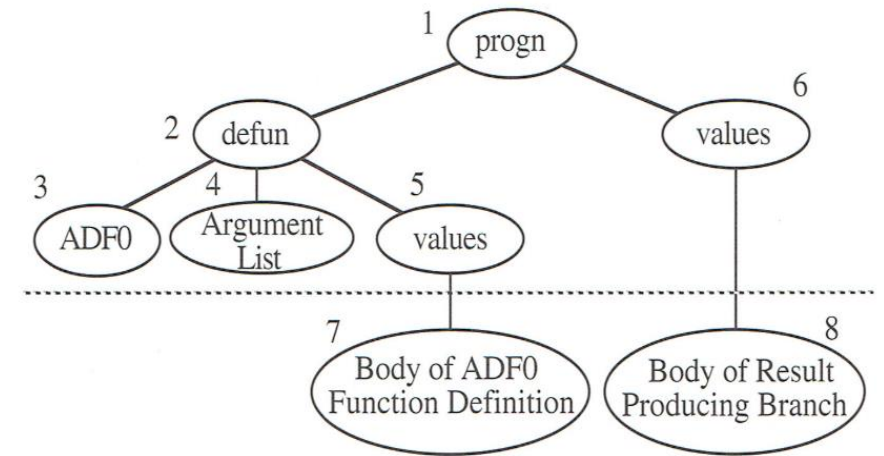 1
progn
6
2
defun
values
3
4
5
ADF0
Argument
List
values
7
8
Body of ADF0
Function Definition
Body of Result
Producing Branch